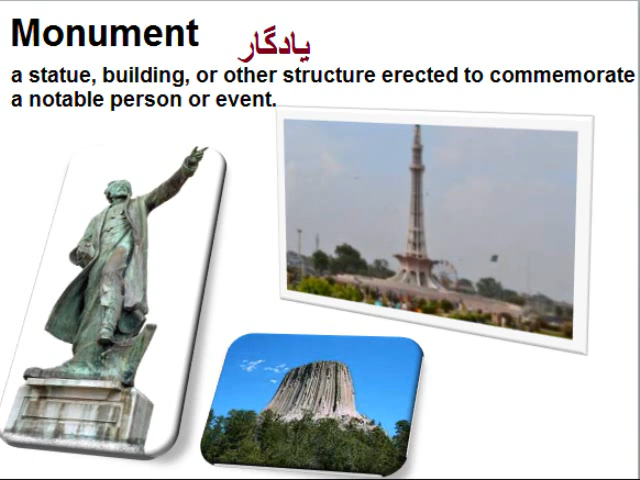 Monument
یادگار
a statue, building, or other structure erected to commemorate
a notable person or event.